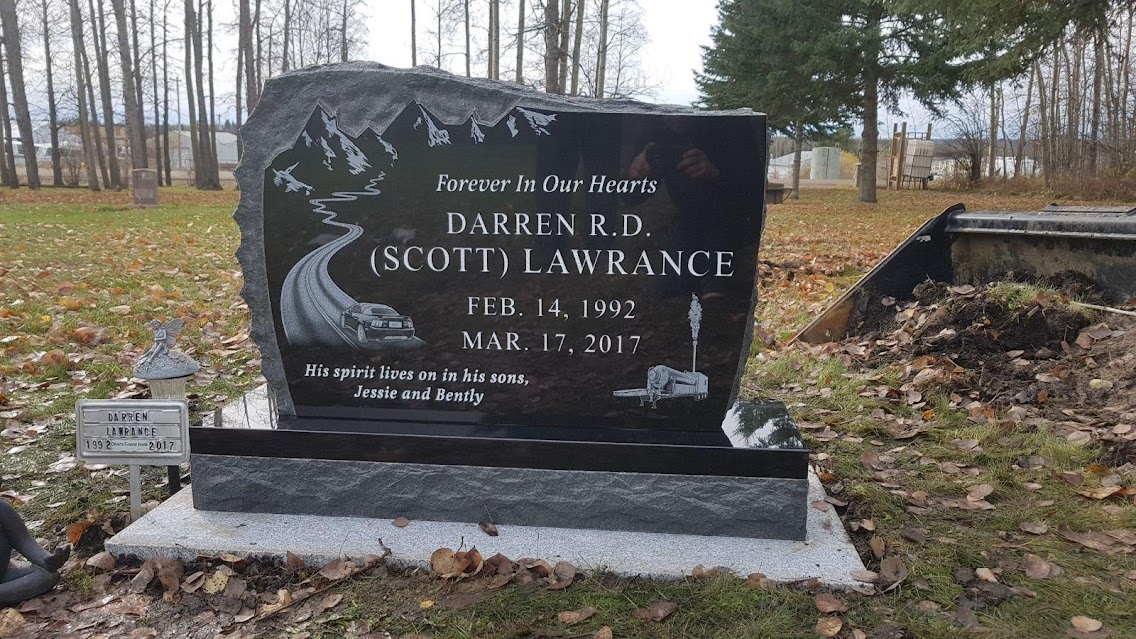 Forever In Our Hearts
DARREN R.D.
(SCOTT) LAWRANCE
FEB. 14, 1992
MAR. 17, 2017
His spirit lives on in his sons,
Jessie and Bently
DARREN
LAWRANCE
1992 2017